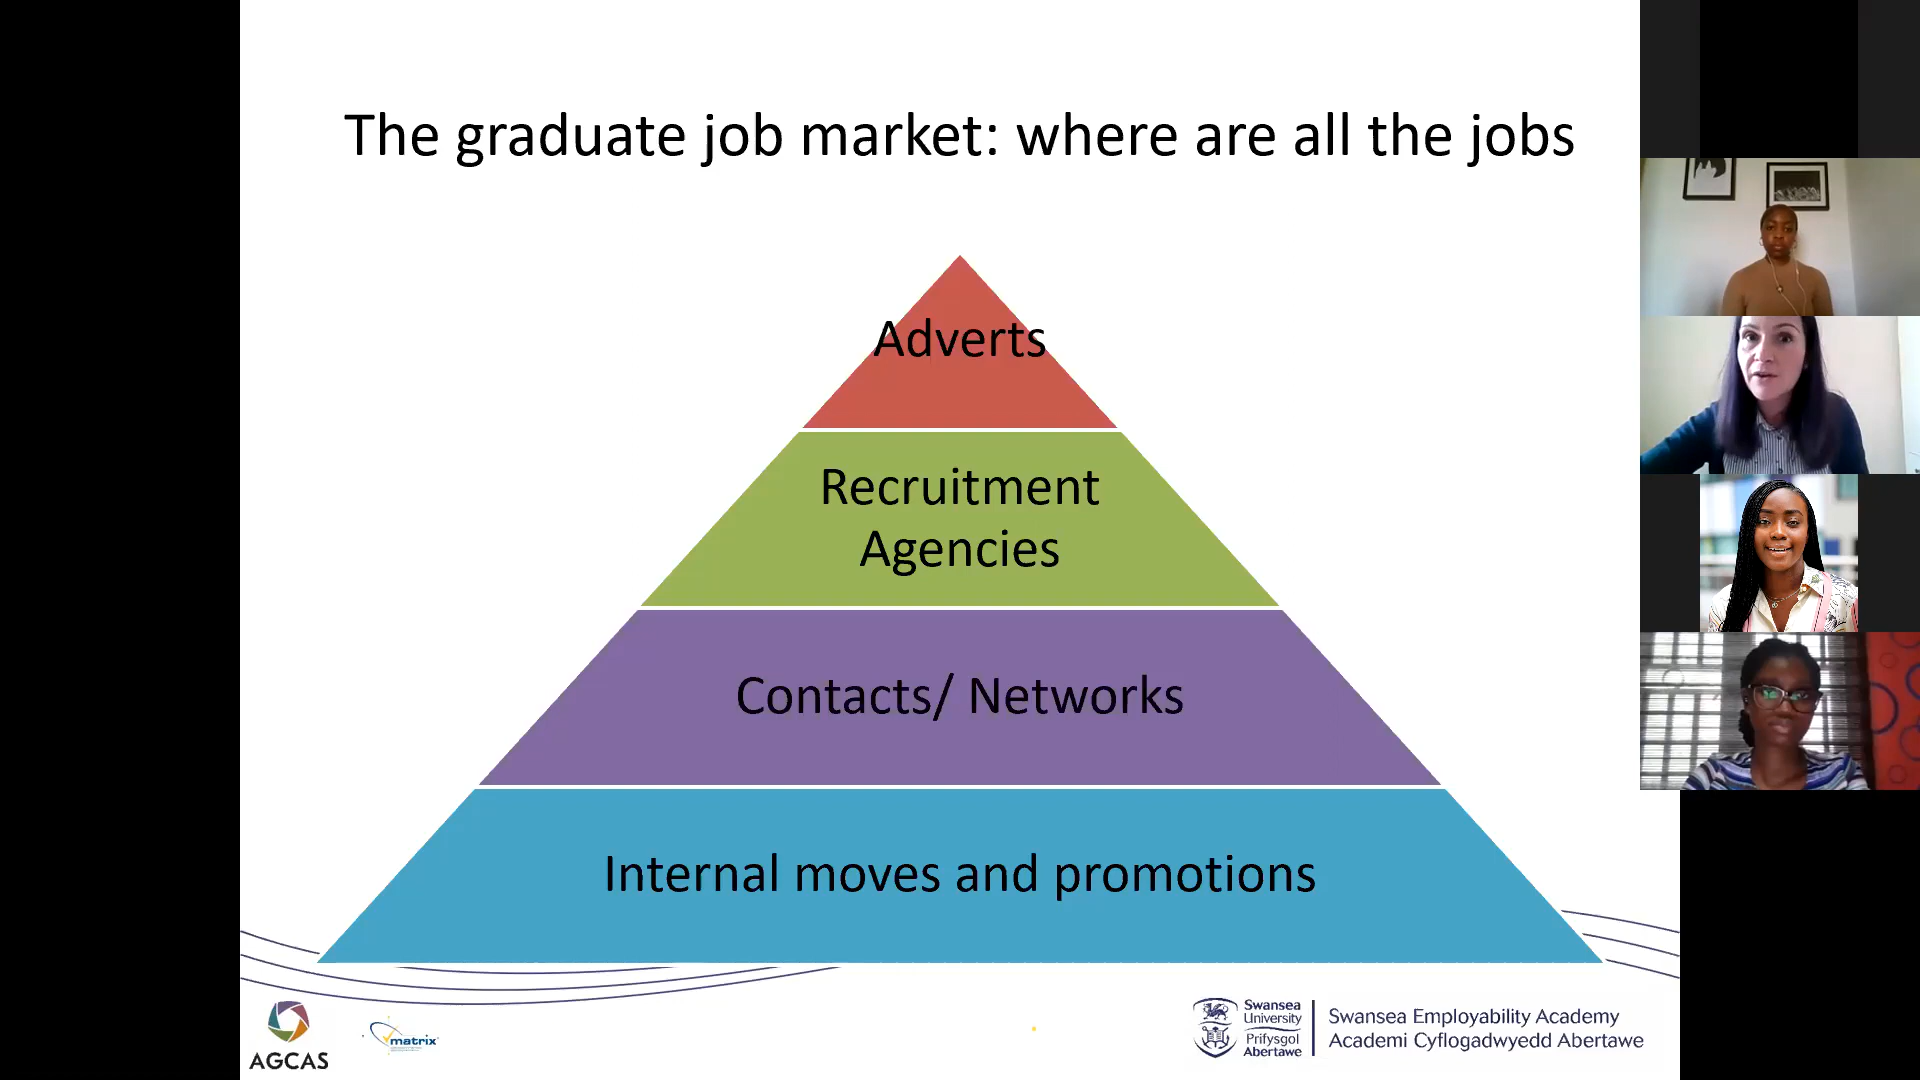 The graduate job market: where are all the jobs
Adverts
Recruitment
Agencies
Contacts/ Networks
Internal moves and promotions
AGCAS
matrix
Swansea
University
Prifysgol
Abertawe
Swansea Employability Academy
Academi Cyflogadwyedd Abertawe